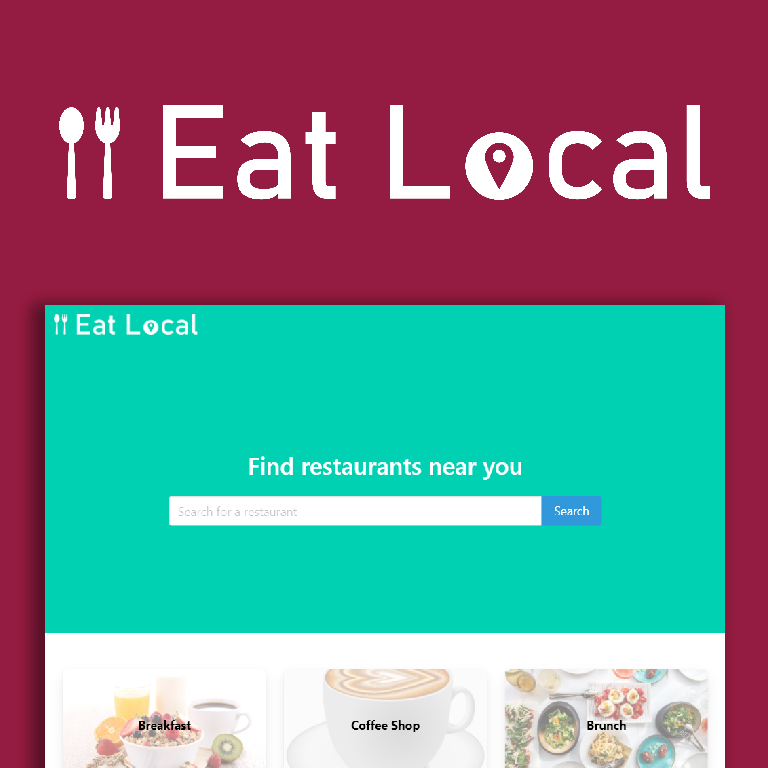 Eat Local
Eat Local
Find restaurants near you
Search for a restaurant
Search
Breakfast
Coffee Shop
Brunch